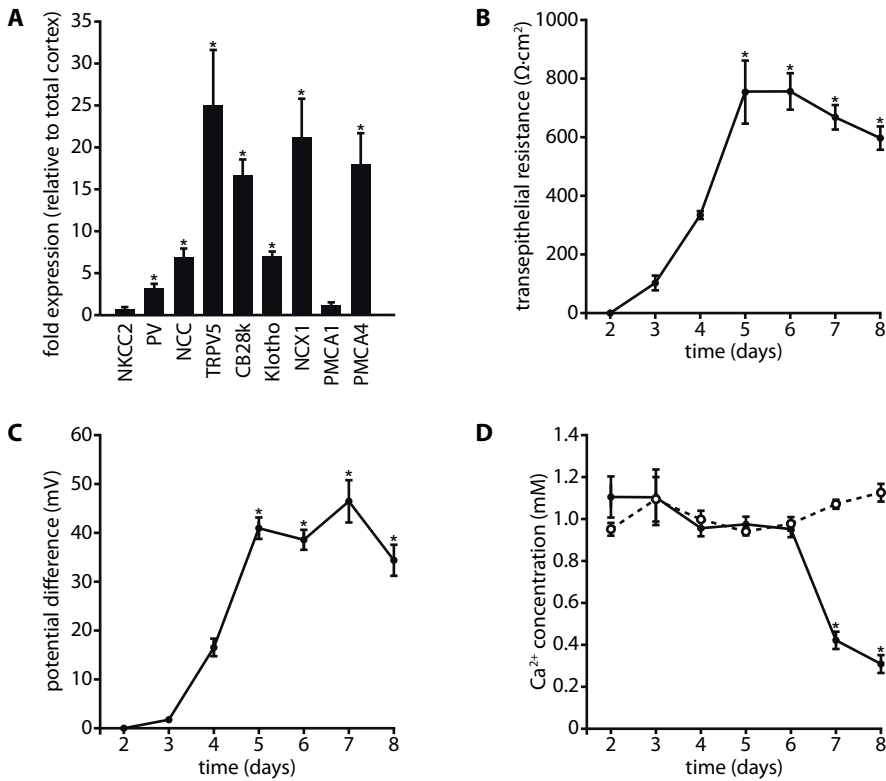 A
fold expression (relative to total cortex)
35
30
25
20
15
10
5
0
*
*
*
*
*
*
*
NKCC2
PV
NCC
TRPV5
CB28k
Klotho
NCX1
PMCA1
PMCA4
B
transepithelial resistance (Ω·cm²)
1000
800
600
400
200
0
*
*
*
*
2 3 4 5 6 7 8
time (days)
C
potential difference (mV)
60
50
40
30
20
10
0
*
*
*
*
2 3 4 5 6 7 8
time (days)
D
Ca²⁺ concentration (mM)
1.4
1.2
1.0
0.8
0.6
0.4
0.2
0
*
*
2 3 4 5 6 7 8
time (days)